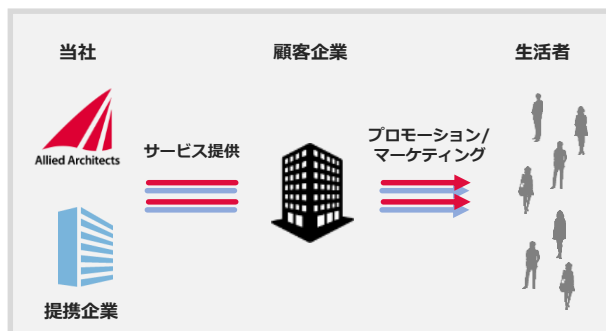 当社
顧客企業
生活者
Allied Architects
サービス提供
プロモーション/
マーケティング
提携企業